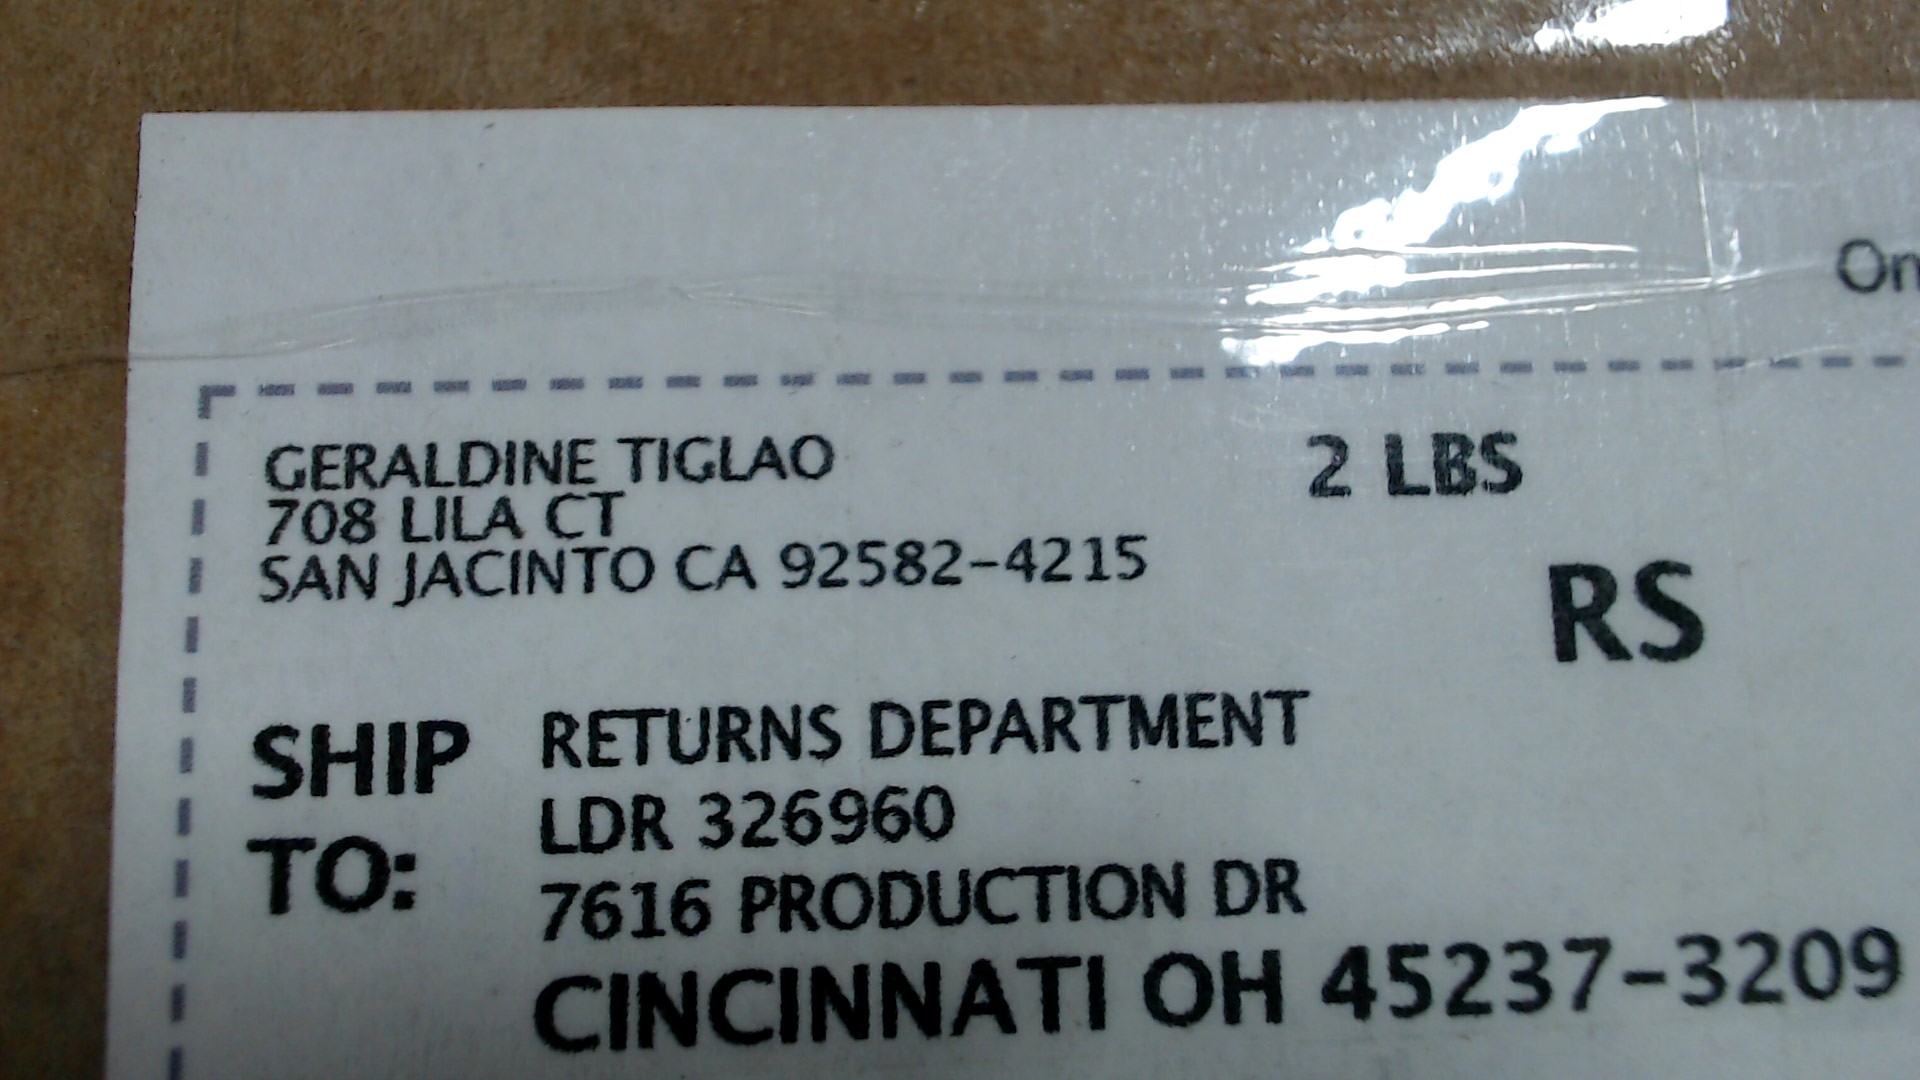 On
GERALDINE TIGLAO
708 LILA CT
SAN JACINTO CA 92582-4215
2 LBS
RS
SHIP TO:
RETURNS DEPARTMENT
LDR 326960
7616 PRODUCTION DR
CINCINNATI OH 45237-3209